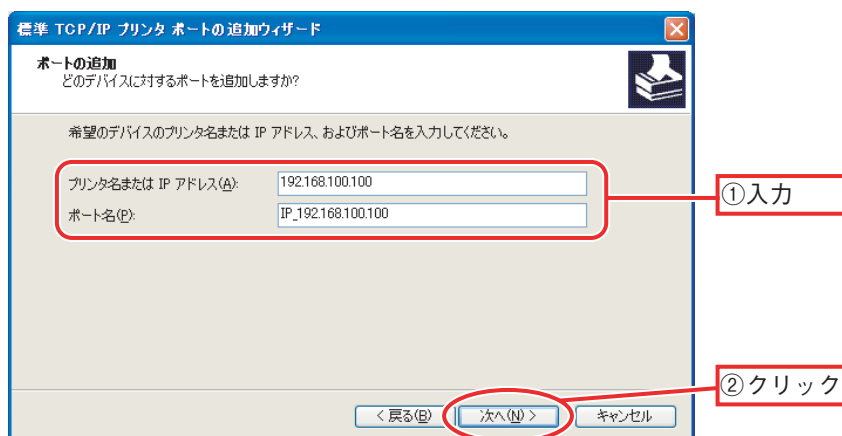 標準 TCP/IP プリンタ ポートの追加ウィザード
ポートの追加
どのデバイスに対するポートを追加しますか?
希望のデバイスのプリンタ名または IP アドレス、およびポート名を入力してください。
プリンタ名または IP アドレス(A):
192.168.100.100
ポート名(P):
IP_192.168.100.100
①入力
②クリック
< 戻る(B)
次へ(N) >
キャンセル